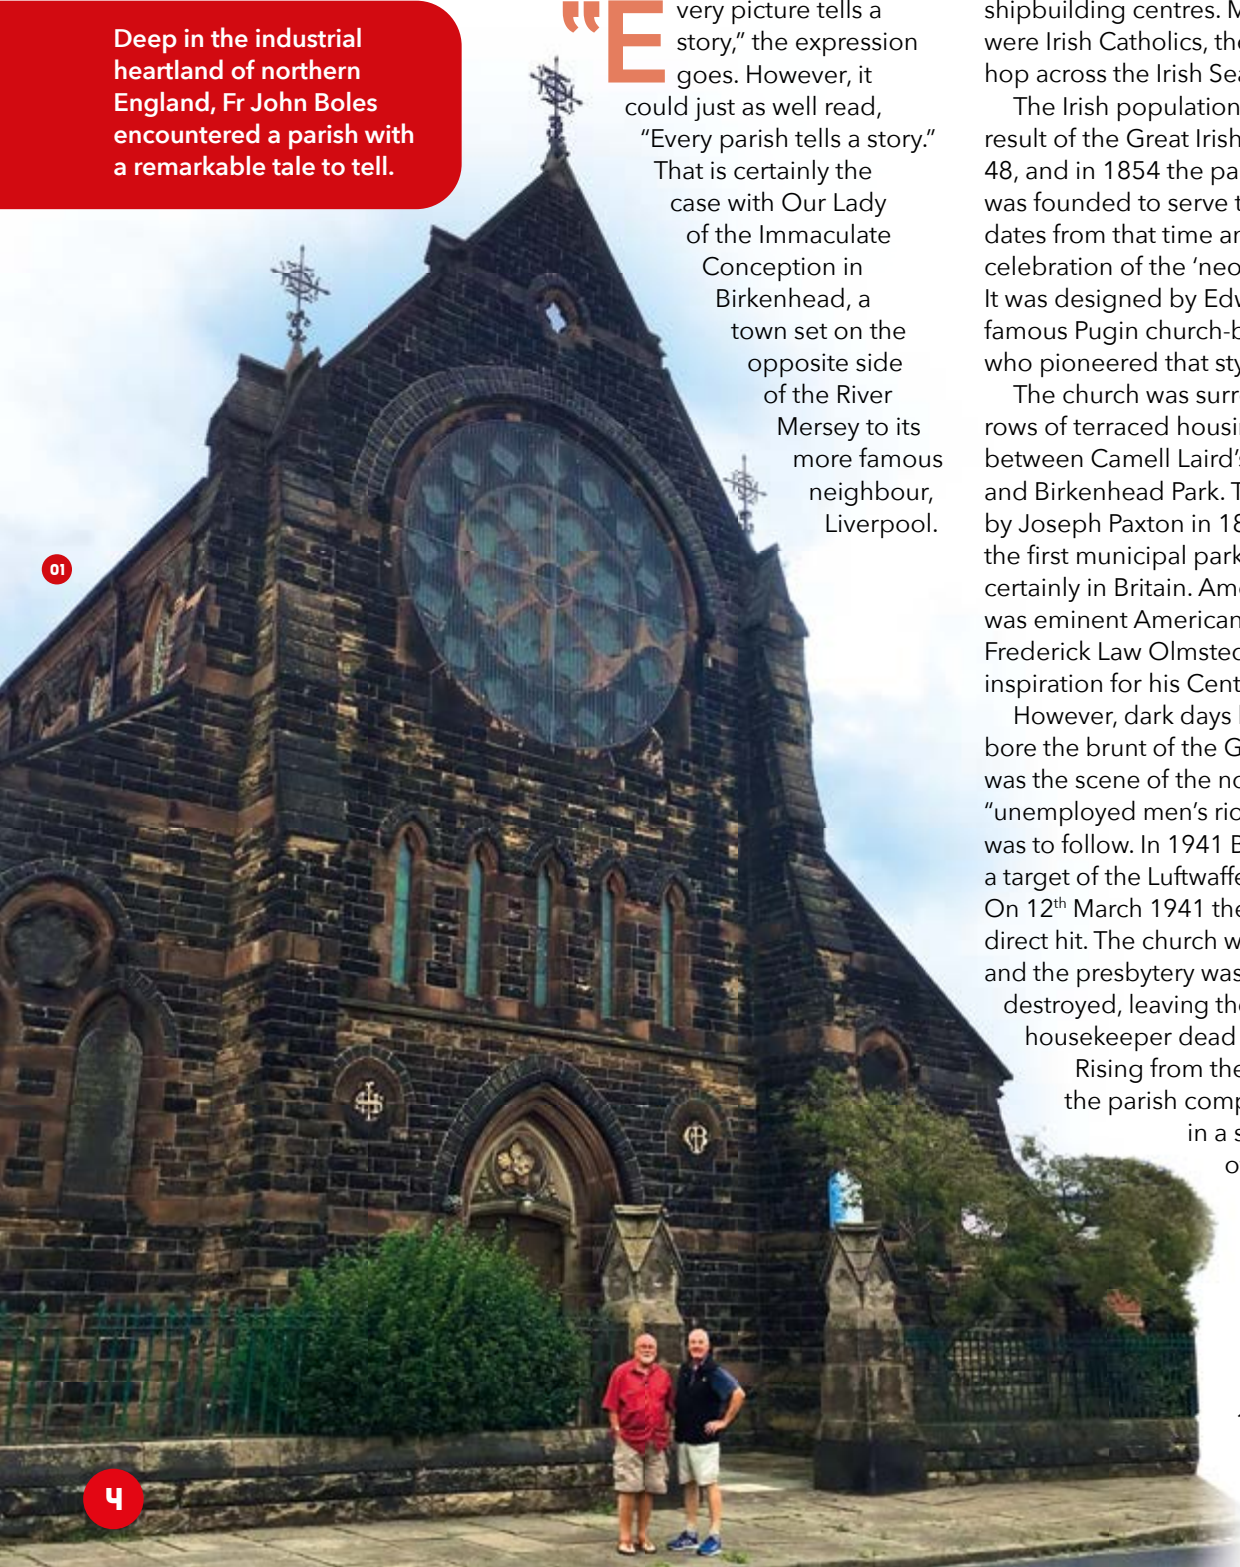 Deep in the industrial
heartland of northern
England, Fr John Boles
encountered a parish with
a remarkable tale to tell.
“Every picture tells a
story,” the expression
goes. However, it
could just as well read,
“Every parish tells a story.”
That is certainly the
case with Our Lady
of the Immaculate
Conception in
Birkenhead, a
town set on the
opposite side
of the River
Mersey to its
more famous
neighbour,
Liverpool.
shipbuilding centres.
were Irish Catholics,
hop across the Irish
The Irish population
result of the Great Irish
48, and in 1854 the
was founded to serve
dates from that time
celebration of the ‘neo
It was designed by
famous Pugin
who pioneered that
The church was
rows of terraced
between Camell Laird’s
and Birkenhead Park.
by Joseph Paxton in
the first municipal park
certainly in Britain.
was eminent American
Frederick Law Olmsted
inspiration for his
However, dark days
bore the brunt of the
was the scene of the
“unemployed men’s
was to follow. In 1941
a target of the Luftwaffe
On 12th March 1941
direct hit. The church
and the presbytery was
destroyed, leaving
housekeeper dead
Rising from
the parish
in a
01
4